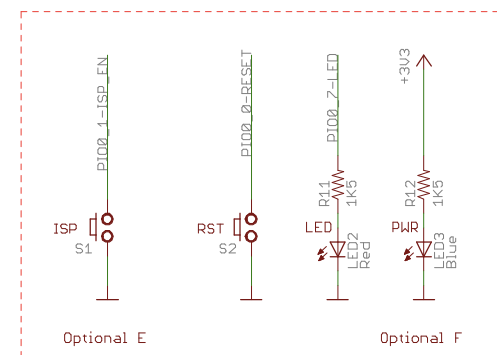 PIO0_1-ISP_EN
PIO0_0-RESET
PIO0_7-LED
+3V3
R11
1K5
R12
1K5
ISP
S1
RST
S2
LED
LED2
Red
PWR
LED3
Blue
Optional E
Optional F